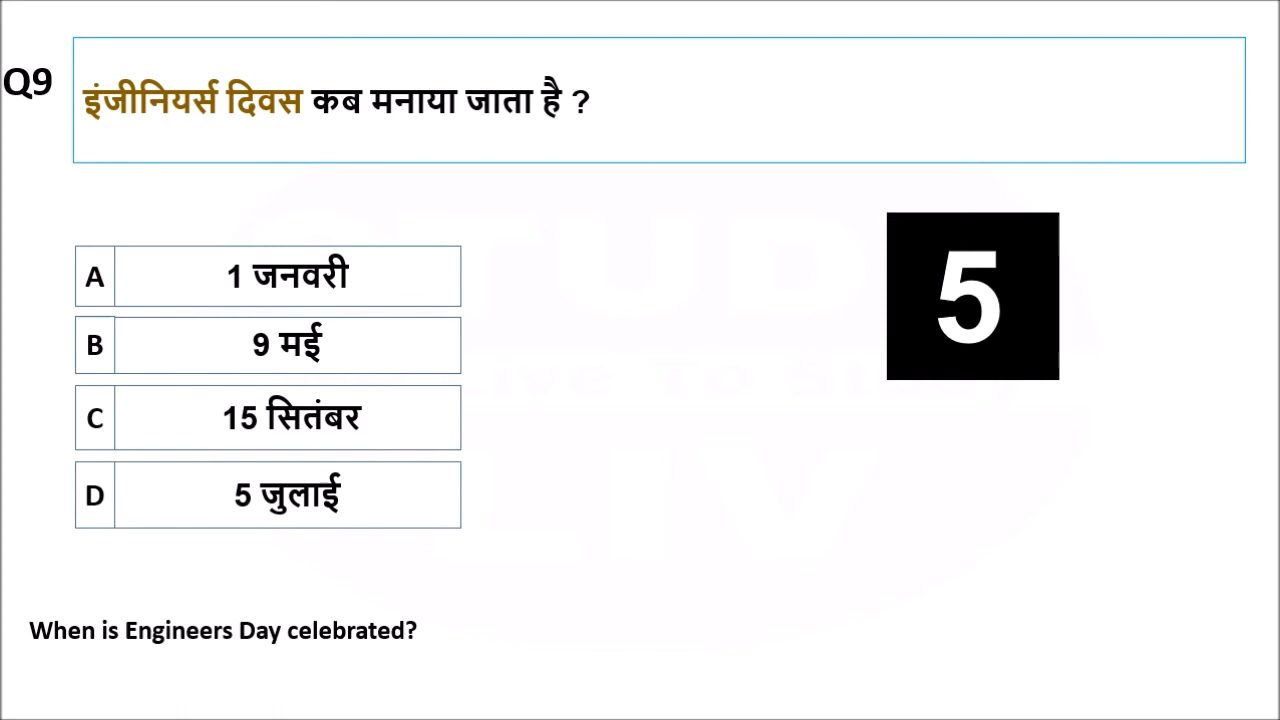 Q9
इंजीनियर्स दिवस कब मनाया जाता है ?
A 1 जनवरी
B 9 मई
C 15 सितंबर
D 5 जुलाई
5
When is Engineers Day celebrated?